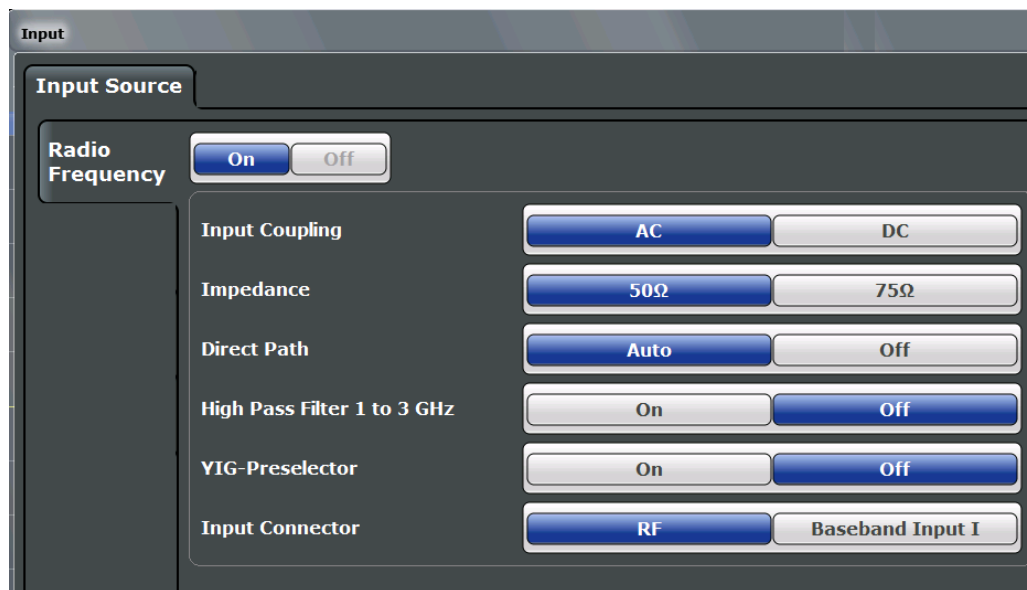 Input
Input Source
Radio
Frequency
On Off
Input Coupling AC DC
Impedance 50Ω 75Ω
Direct Path Auto Off
High Pass Filter 1 to 3 GHz On Off
YIG-Preselector On Off
Input Connector RF Baseband Input I